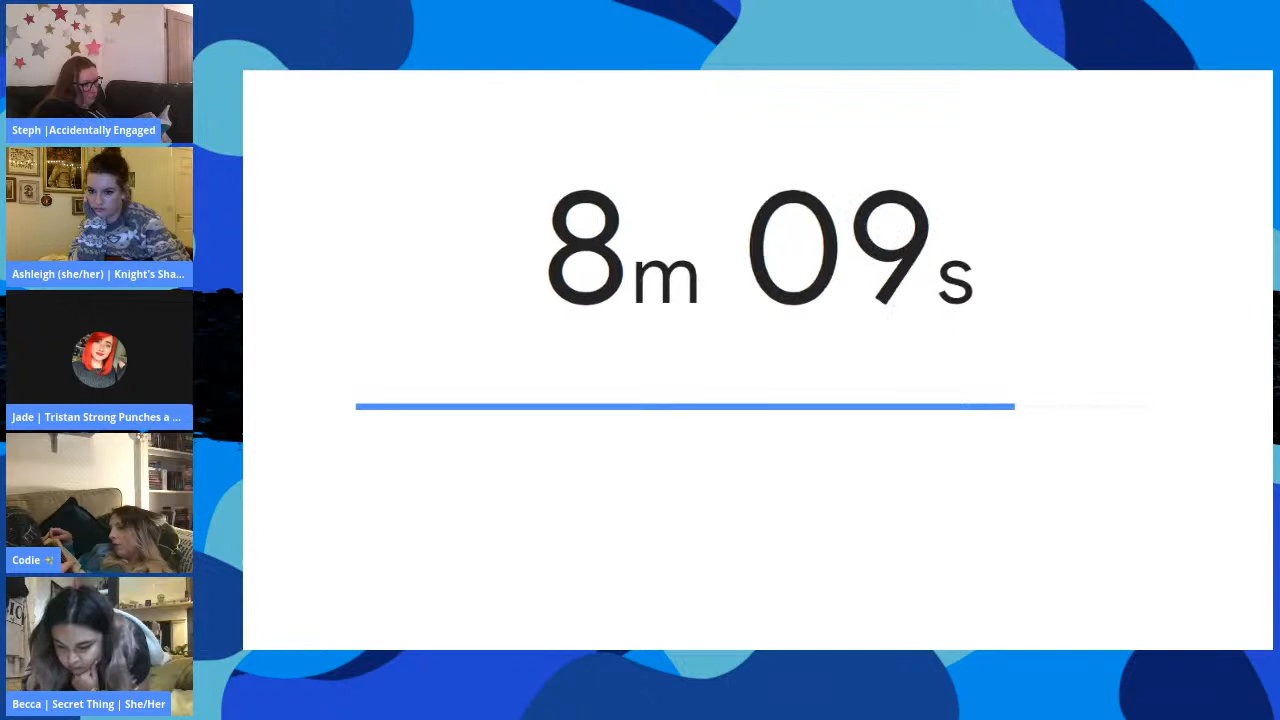 Steph |Accidentally Engaged
8m 09s
Ashleigh (she/her) | Knight's Sha...
Jade | Tristan Strong Punches a ...
Codie ✨
Becca | Secret Thing | She/Her